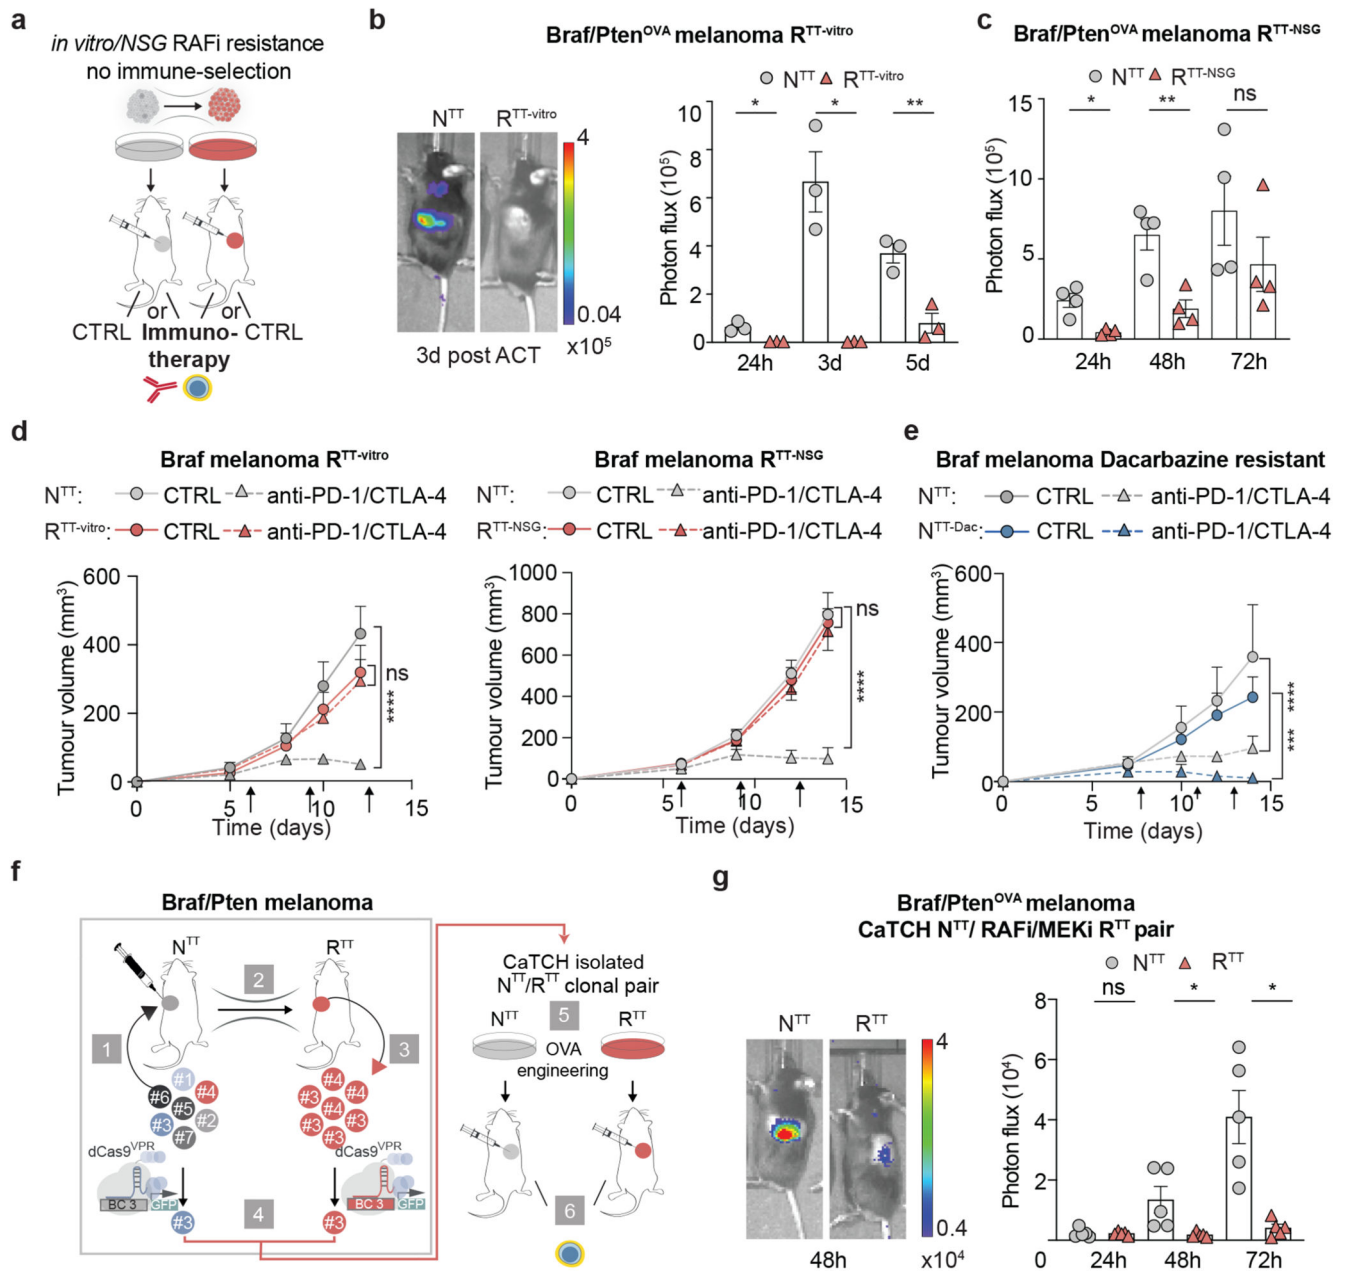 a
in vitro/NSG RAFi resistance
no immune-selection
or or
CTRL Immuno- CTRL
therapy
b
Braf/Pten^OVA melanoma R^TT-vitro
N^TT R^TT-vitro
4
0.04
x10^5
3d post ACT
N^TT R^TT-vitro
* * **
Photon flux (10^5)
10
8
6
4
2
0
24h 3d 5d
c
Braf/Pten^OVA melanoma R^TT-NSG
N^TT R^TT-NSG
* ** ns
Photon flux (10^5)
15
10
5
0
24h 48h 72h
d
Braf melanoma R^TT-vitro
N^TT: CTRL anti-PD-1/CTLA-4
R^TT-vitro: CTRL anti-PD-1/CTLA-4
Tumour volume (mm^3)
600
400
200
0
0 5 10 15
Time (days)
ns
****
Braf melanoma R^TT-NSG
N^TT: CTRL anti-PD-1/CTLA-4
R^TT-NSG: CTRL anti-PD-1/CTLA-4
Tumour volume (mm^3)
1000
800
600
400
200
0
0 5 10 15
Time (days)
ns
****
e
Braf melanoma Dacarbazine resistant
N^TT: CTRL anti-PD-1/CTLA-4
N^TT-Dac: CTRL anti-PD-1/CTLA-4
Tumour volume (mm^3)
600
400
200
0
0 5 10 15
Time (days)
****
***
f
Braf/Pten melanoma
N^TT R^TT
2
1 3
#1
#6 #4
#5
#3 #2
#7
#4
#3 #4
#4
#3 #3
#3
dCas9^VPR dCas9^VPR
BC 3 GFP BC 3 GFP
#3 4 #3
CaTCH isolated
N^TT/R^TT clonal pair
5
N^TT R^TT
OVA
engineering
6
g
Braf/Pten^OVA melanoma
CaTCH N^TT/ RAFi/MEKi R^TT pair
N^TT R^TT
4
0.4
x10^4
48h
N^TT R^TT
ns * *
Photon flux (10^4)
8
6
4
2
0
24h 48h 72h